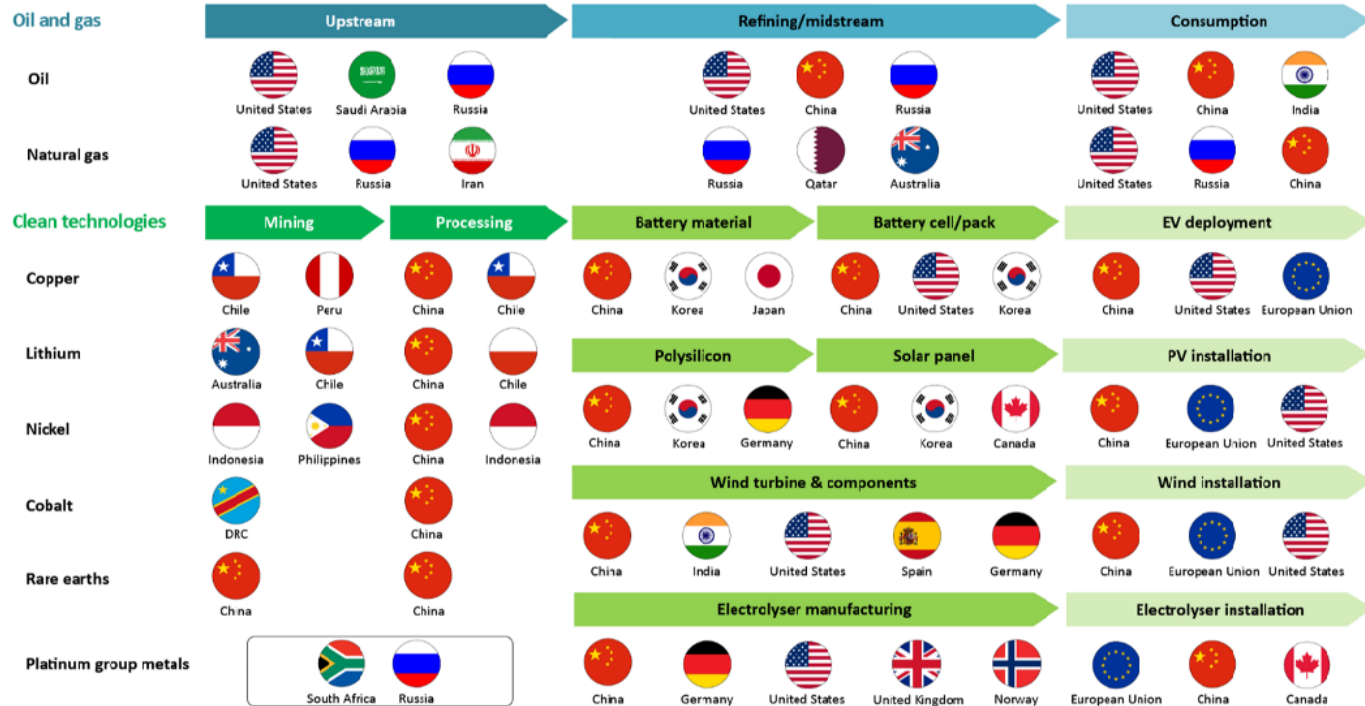 Oil and gas Upstream Refining/midstream Consumption
Oil
United States Saudi Arabia Russia United States China Russia United States China India
Natural gas
United States Russia Iran Russia Qatar Australia United States Russia China
Clean technologies Mining Processing Battery material Battery cell/pack EV deployment
Copper
Chile Peru China Chile China Korea Japan China United States Korea China United States European Union
Lithium Polysilicon Solar panel PV installation
Australia Chile China Chile
Nickel
China Korea Germany China Korea Canada China European Union United States
Indonesia Philippines China Indonesia
Wind turbine & components Wind installation
Cobalt
DRC China
China India United States Spain Germany China European Union United States
Rare earths
China China
Electrolyser manufacturing Electrolyser installation
Platinum group metals
South Africa Russia China Germany United States United Kingdom Norway European Union China Canada